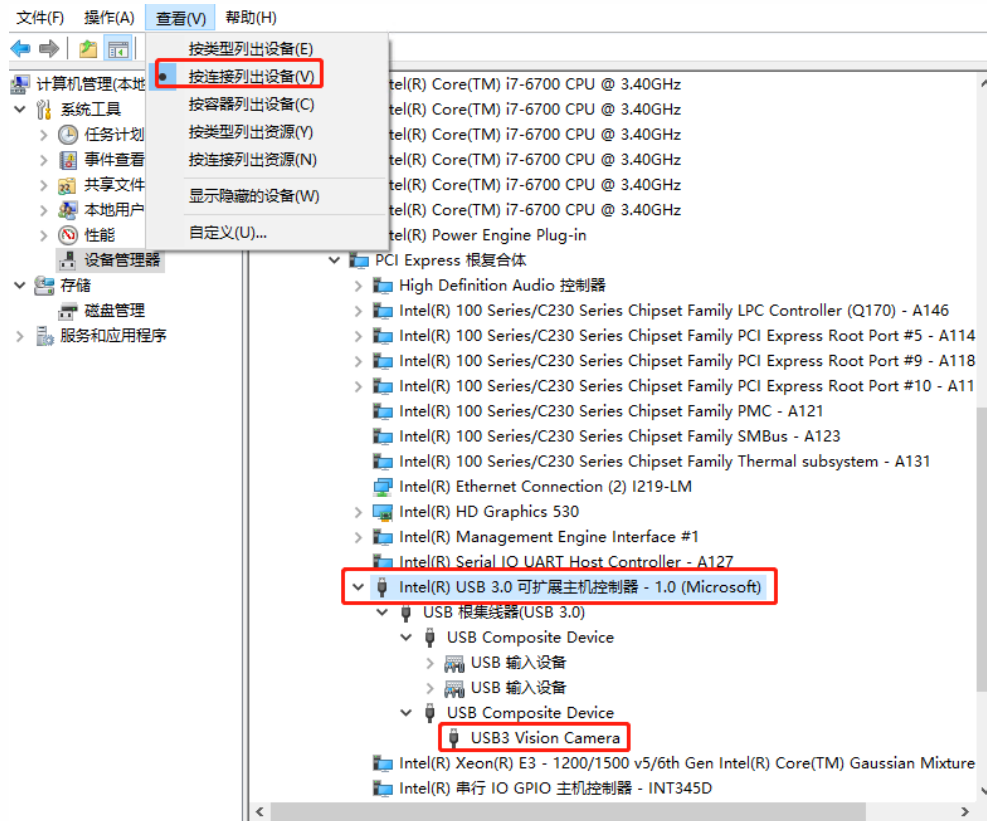 文件(F) 操作(A) 查看(V) 帮助(H)
按类型列出设备(E)
按连接列出设备(V)
按容器列出设备(C)
按类型列出资源(Y)
按连接列出资源(N)
显示隐藏的设备(W)
自定义(U)...
计算机管理(本地
系统工具
任务计划
事件查看
共享文件
本地用户
性能
设备管理器
存储
磁盘管理
服务和应用程序
tel(R) Core(TM) i7-6700 CPU @ 3.40GHz
tel(R) Core(TM) i7-6700 CPU @ 3.40GHz
tel(R) Core(TM) i7-6700 CPU @ 3.40GHz
tel(R) Core(TM) i7-6700 CPU @ 3.40GHz
tel(R) Core(TM) i7-6700 CPU @ 3.40GHz
tel(R) Core(TM) i7-6700 CPU @ 3.40GHz
tel(R) Power Engine Plug-in
PCI Express 根复合体
High Definition Audio 控制器
Intel(R) 100 Series/C230 Series Chipset Family LPC Controller (Q170) - A146
Intel(R) 100 Series/C230 Series Chipset Family PCI Express Root Port #5 - A114
Intel(R) 100 Series/C230 Series Chipset Family PCI Express Root Port #9 - A118
Intel(R) 100 Series/C230 Series Chipset Family PCI Express Root Port #10 - A11
Intel(R) 100 Series/C230 Series Chipset Family PMC - A121
Intel(R) 100 Series/C230 Series Chipset Family SMBus - A123
Intel(R) 100 Series/C230 Series Chipset Family Thermal subsystem - A131
Intel(R) Ethernet Connection (2) I219-LM
Intel(R) HD Graphics 530
Intel(R) Management Engine Interface #1
Intel(R) Serial IO UART Host Controller - A127
Intel(R) USB 3.0 可扩展主机控制器 - 1.0 (Microsoft)
USB 根集线器(USB 3.0)
USB Composite Device
USB 输入设备
USB 输入设备
USB Composite Device
USB3 Vision Camera
Intel(R) Xeon(R) E3 - 1200/1500 v5/6th Gen Intel(R) Core(TM) Gaussian Mixture
Intel(R) 串行 IO GPIO 主机控制器 - INT345D